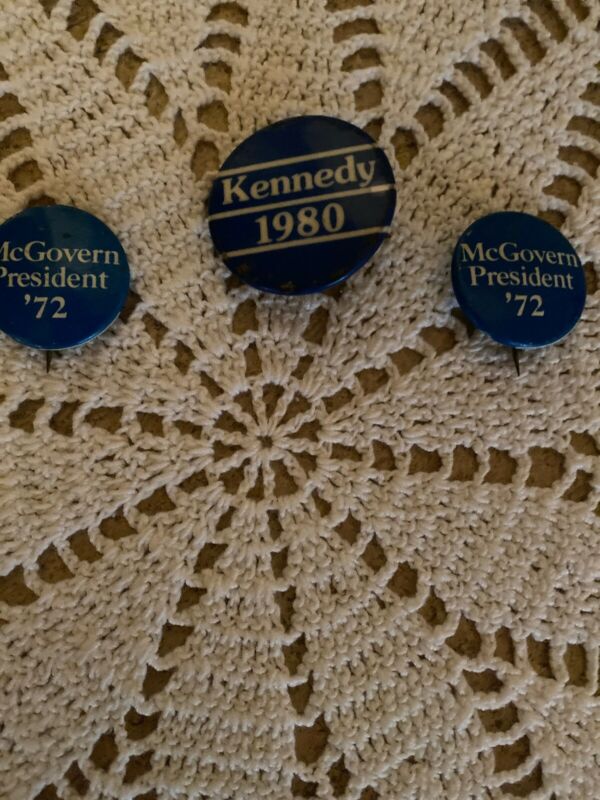 Kennedy
1980
McGovern
President
'72
McGovern
President
'72